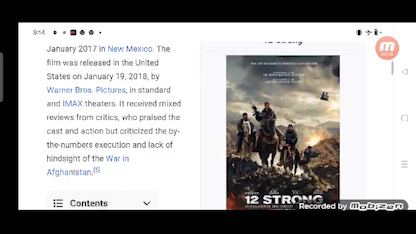 9:14
12 Strong
January 2017 in New Mexico. The
film was released in the United
States on January 19, 2018, by
Warner Bros. Pictures, in standard
and IMAX theaters. It received mixed
reviews from critics, who praised the
cast and action but criticized the by-
the-numbers execution and lack of
hindsight of the War in
Afghanistan.[5]
Contents
12 STRONG
Recorded by Mobizen